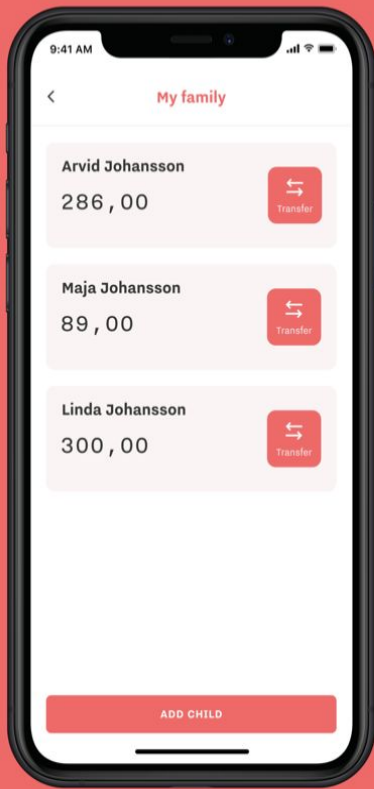 9:41 AM
My family
Arvid Johansson
286,00
Transfer
Maja Johansson
89,00
Transfer
Linda Johansson
300,00
Transfer
ADD CHILD